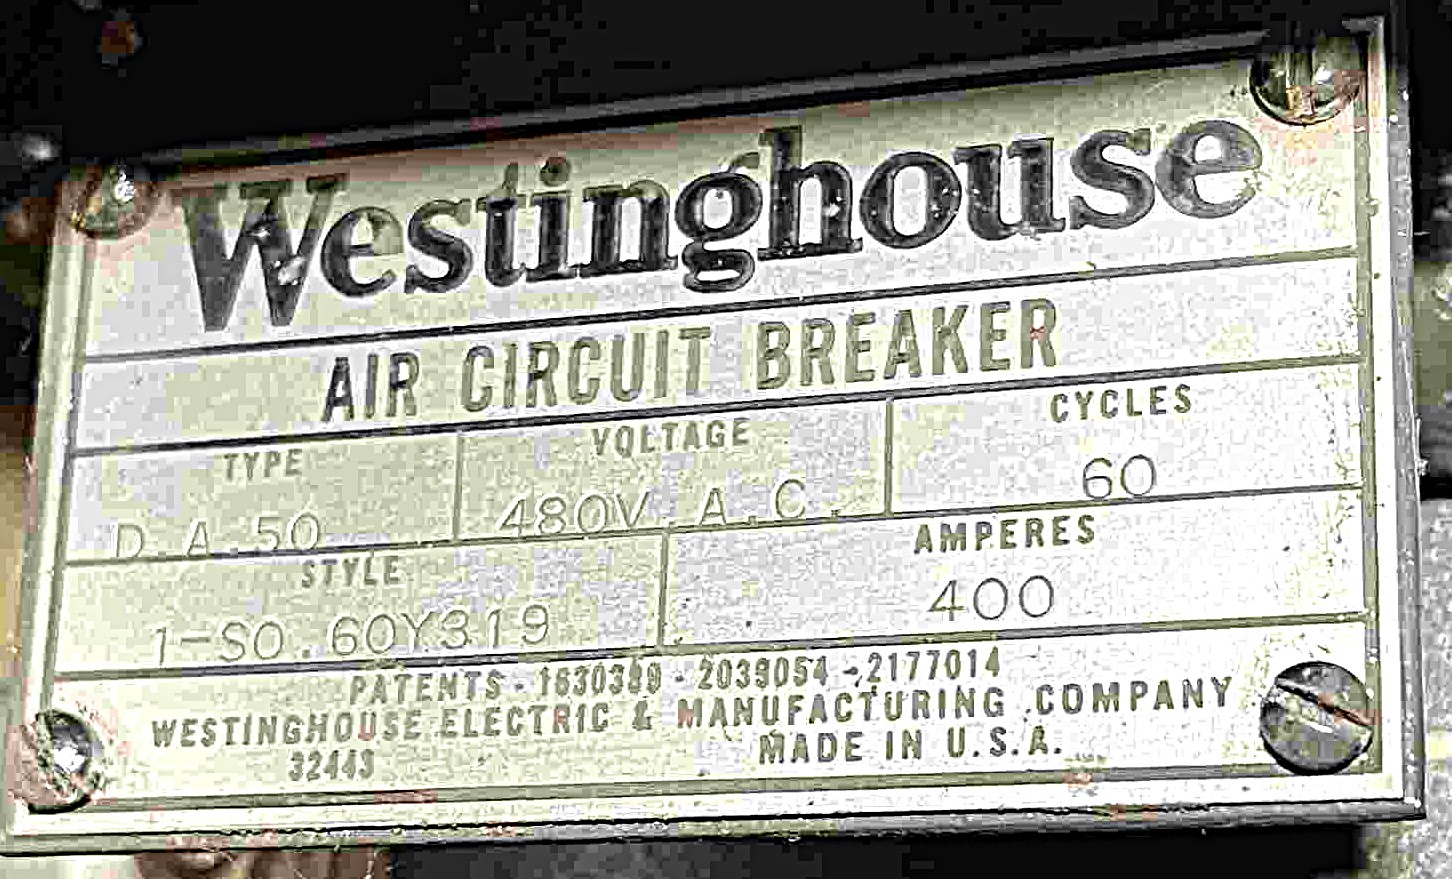 Westinghouse
AIR CIRCUIT BREAKER
TYPE VOLTAGE CYCLES
D.A.50 480V.A.C. 60
STYLE AMPERES
1-SO.60Y319 400
PATENTS - 1630389 - 2039054 - 2177014
WESTINGHOUSE ELECTRIC & MANUFACTURING COMPANY
32443 MADE IN U.S.A.